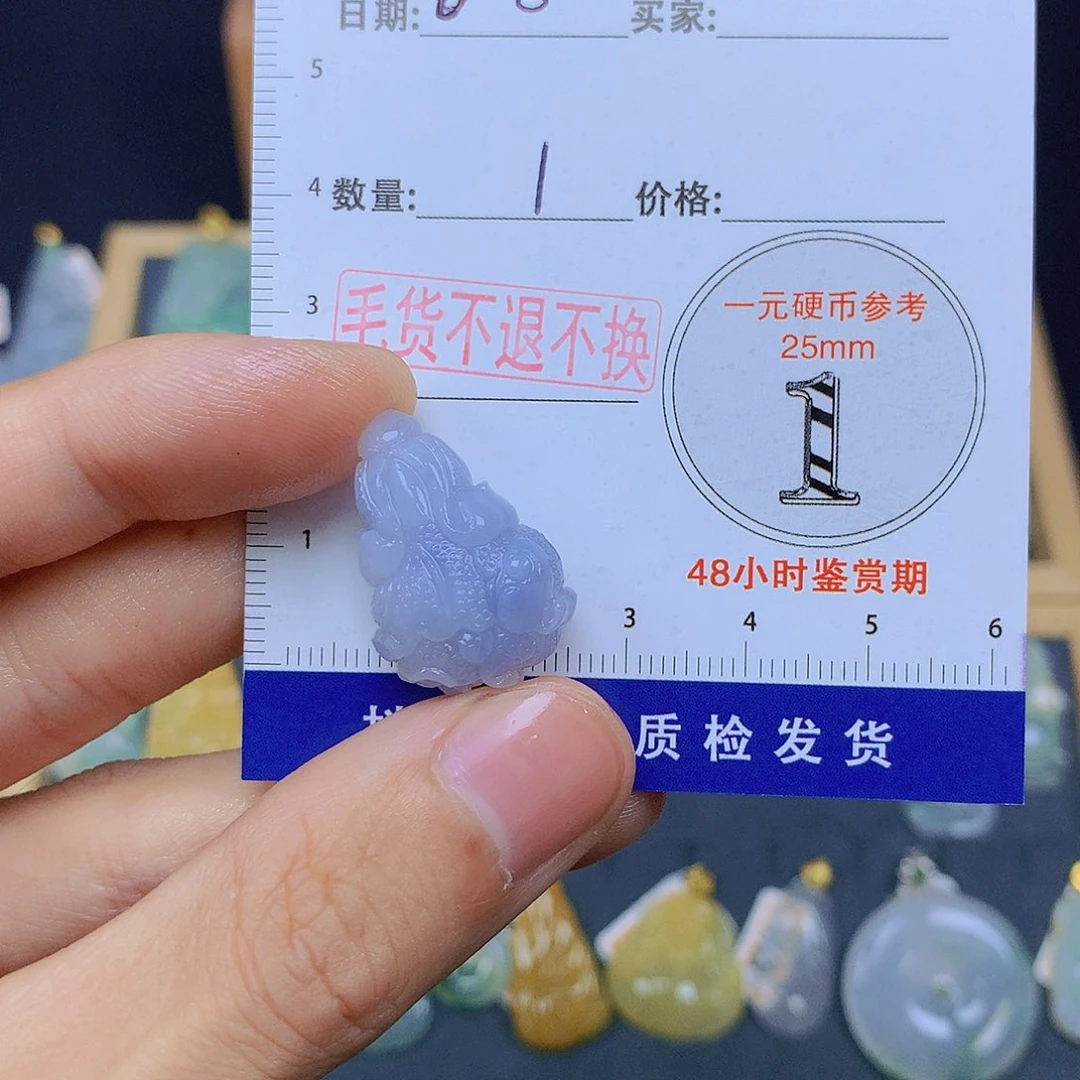 日期: 买家:
5
4 数量: 1 价格:
3
毛货不退不换
一元硬币参考
25mm
1
1
48小时鉴赏期
3 4 5 6
质检发货